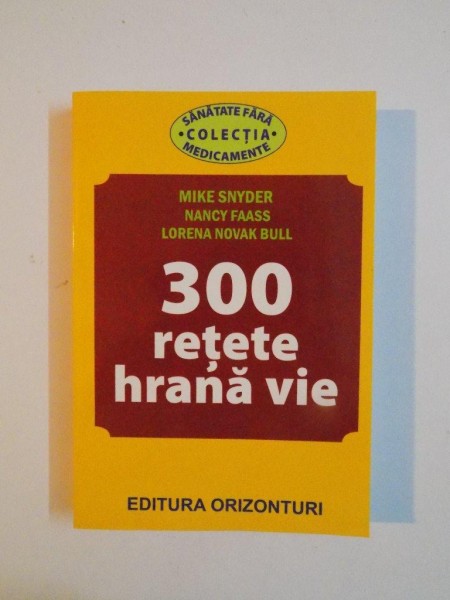 SĂNĂTATE FĂRĂ
•COLECȚIA•
MEDICAMENTE
MIKE SNYDER
NANCY FAASS
LORENA NOVAK BULL
300
rețete
hrană vie
EDITURA ORIZONTURI